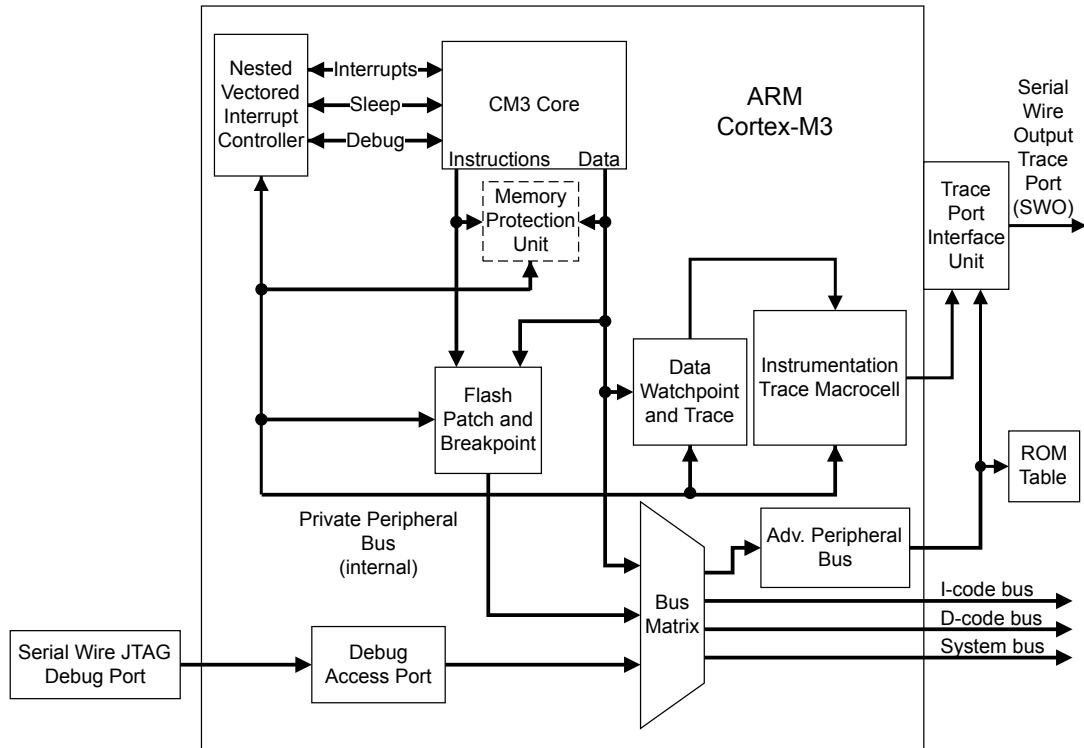 Nested
Vectored
Interrupt
Controller
Interrupts
Sleep
Debug
CM3 Core
Instructions Data
ARM
Cortex-M3
Serial
Wire
Output
Trace
Port
(SWO)
Memory
Protection
Unit
Trace
Port
Interface
Unit
Flash
Patch and
Breakpoint
Data
Watchpoint
and Trace
Instrumentation
Trace Macrocell
ROM
Table
Private Peripheral
Bus
(internal)
Adv. Peripheral
Bus
Bus
Matrix
I-code bus
D-code bus
System bus
Serial Wire JTAG
Debug Port
Debug
Access Port